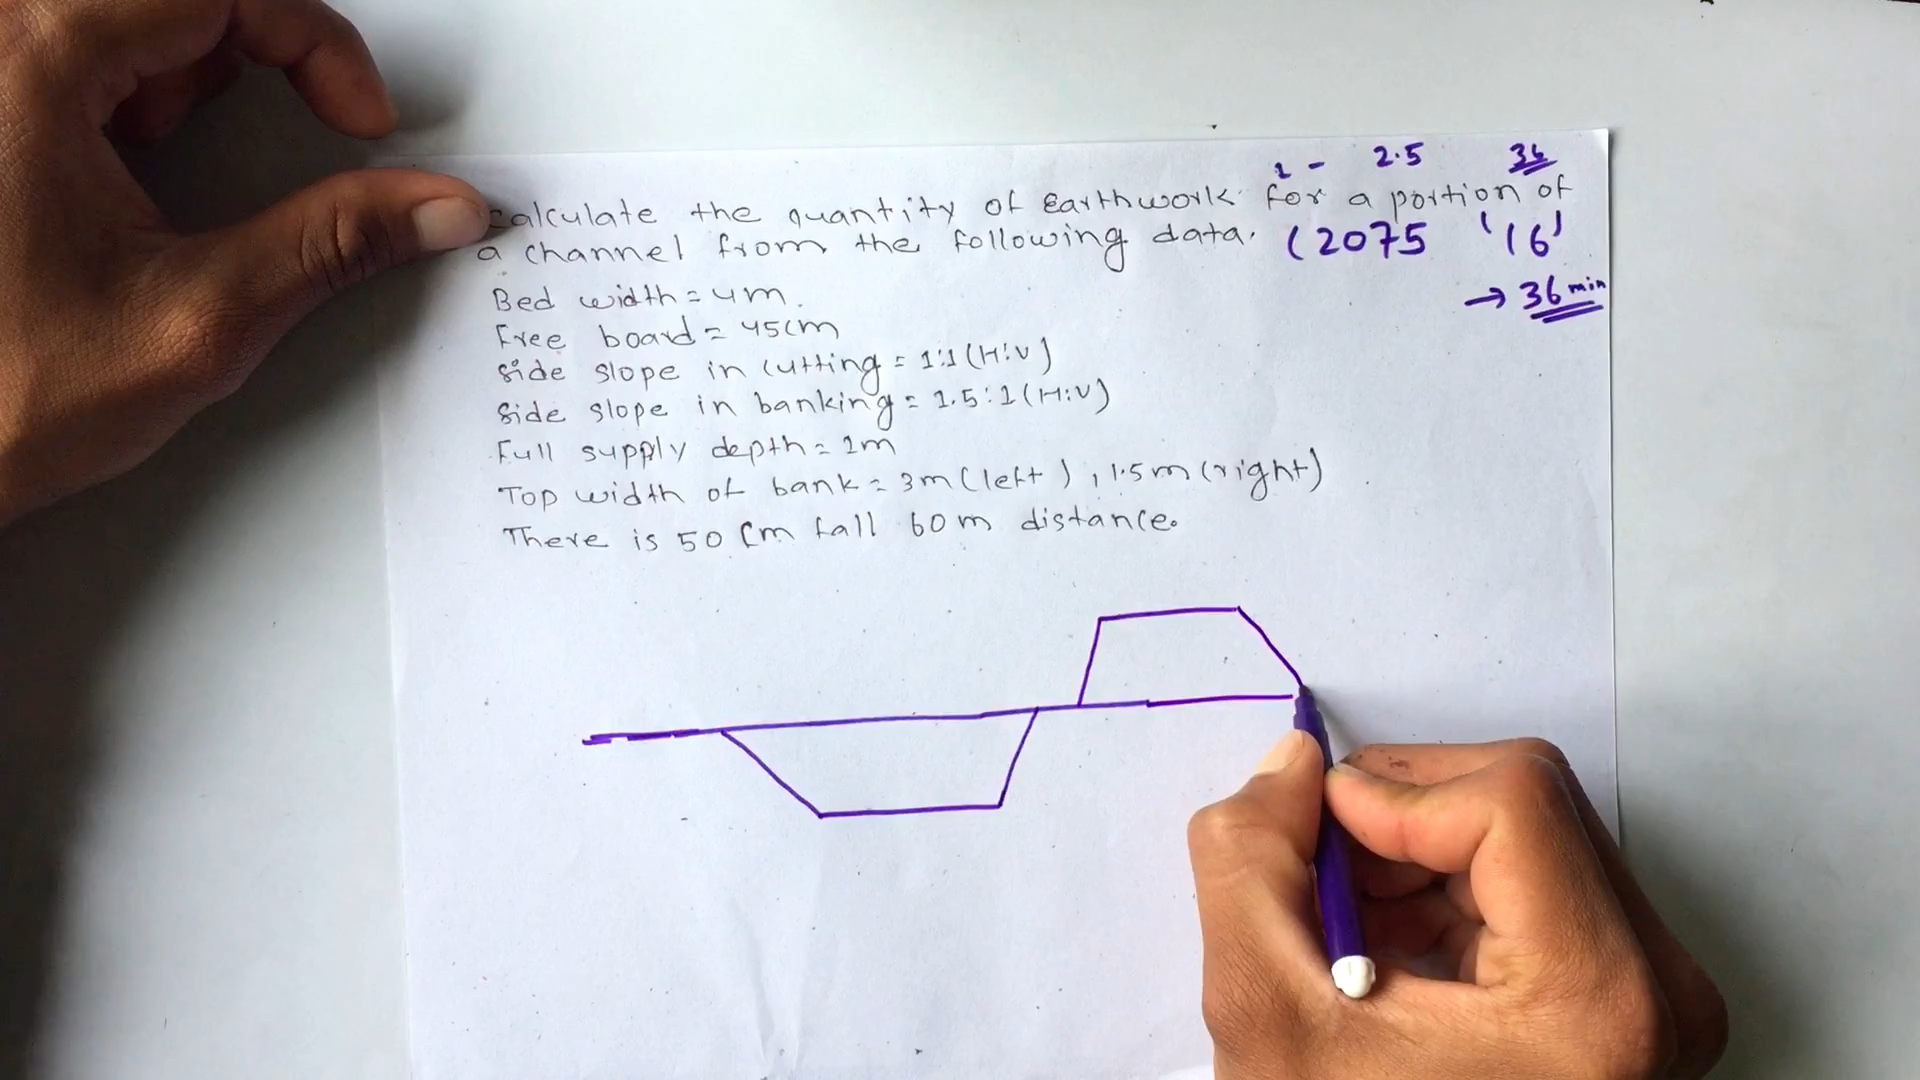 1 - 2.5 36
calculate the quantity of Earthwork for a portion of
a channel from the following data. (2075 '16'
→ 36 min
Bed width = 4m.
Free board = 45cm
Side slope in cutting = 1:1 (H:V)
Side slope in banking = 1.5:1 (H:V)
Full supply depth = 1m
Top width of bank = 3m (left), 1.5m (right)
There is 50 cm fall 60m distance.